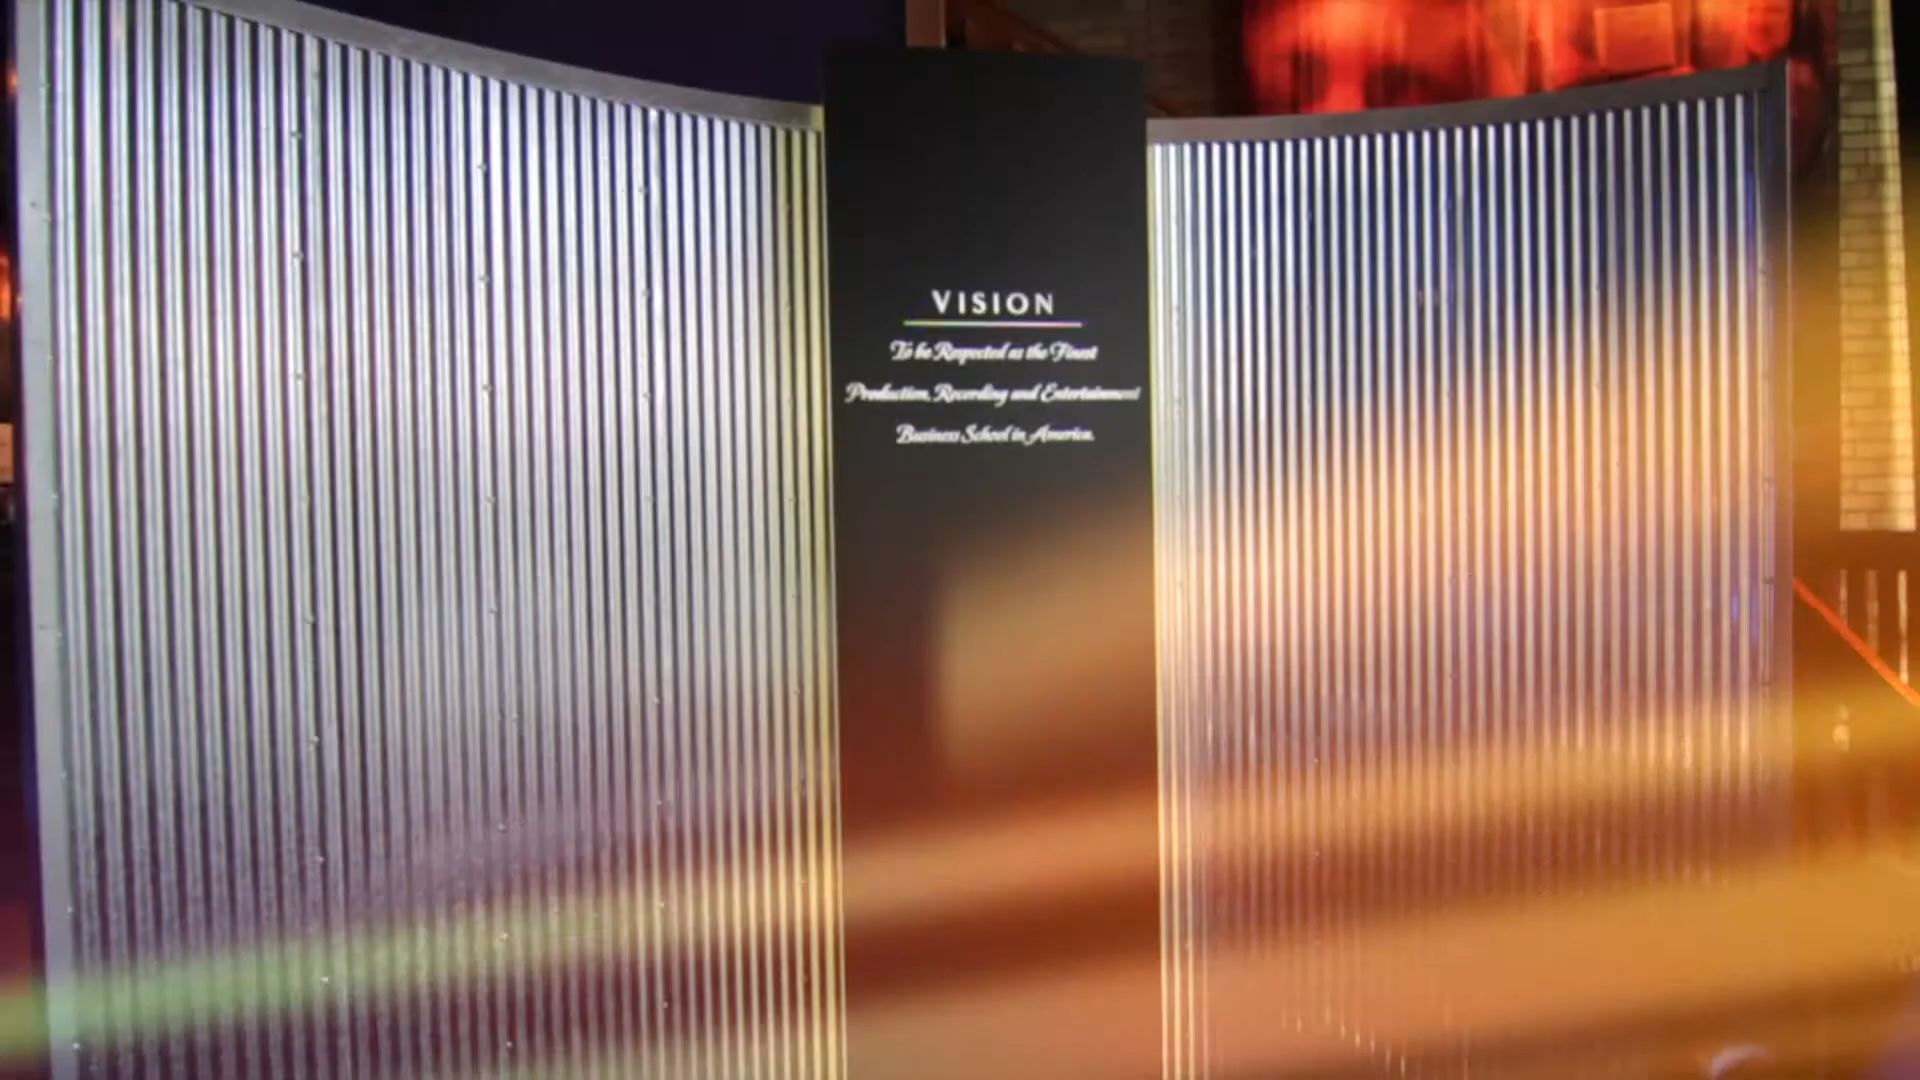 VISION
To be Respected as the Finest
Production, Recording and Entertainment
Business School in America.